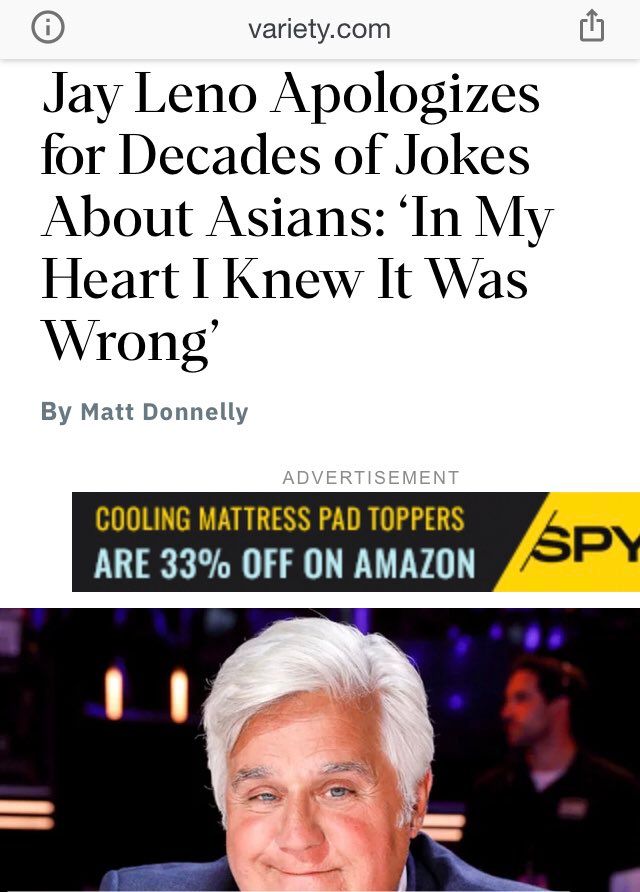 variety.com
Jay Leno Apologizes
for Decades of Jokes
About Asians: ‘In My
Heart I Knew It Was
Wrong’
By Matt Donnelly
ADVERTISEMENT
COOLING MATTRESS PAD TOPPERS
ARE 33% OFF ON AMAZON
SPY